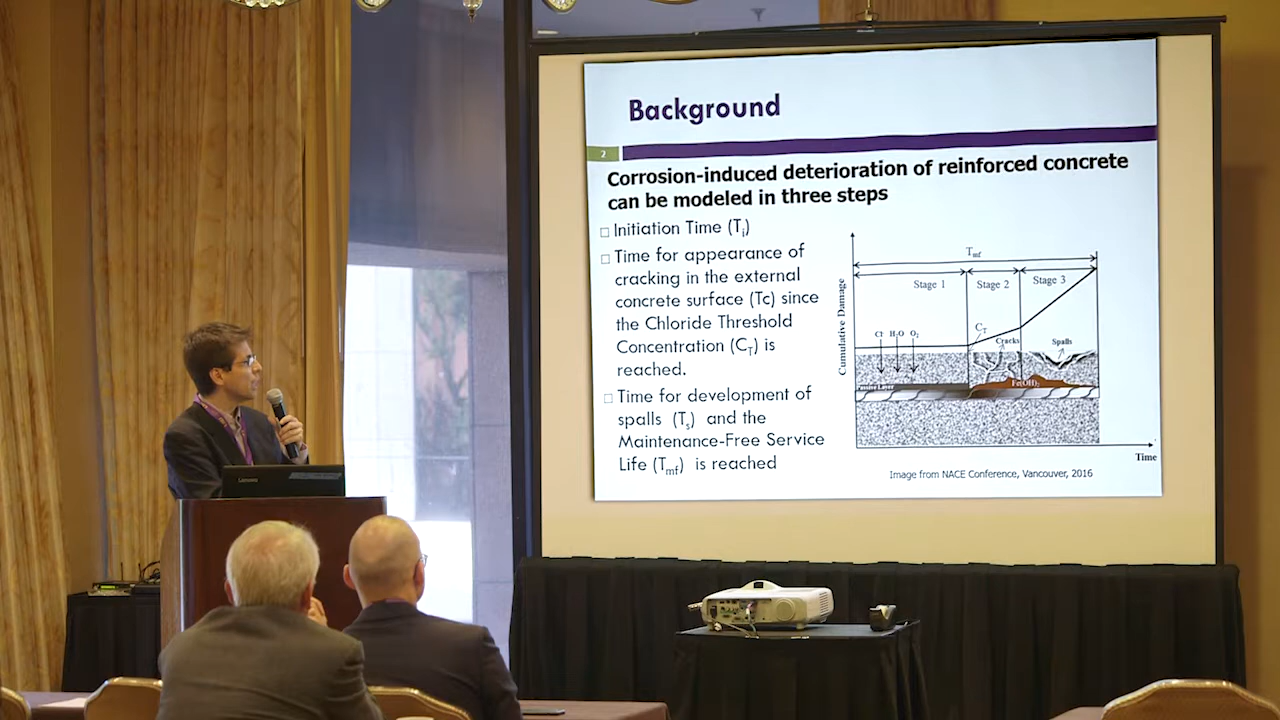 Background
2
Corrosion-induced deterioration of reinforced concrete
can be modeled in three steps
□ Initiation Time (Ti)
□ Time for appearance of
cracking in the external
concrete surface (Tc) since
the Chloride Threshold
Concentration (CT) is
reached.
□ Time for development of
spalls (Ts) and the
Maintenance-Free Service
Life (Tmf) is reached
Tmf
Stage 1
Stage 2
Stage 3
Cumulative Damage
Cl- H2O O2
CT
Cracks
Spalls
Passive Layer
Fe(OH)2
Time
Image from NACE Conference, Vancouver, 2016
Lenovo